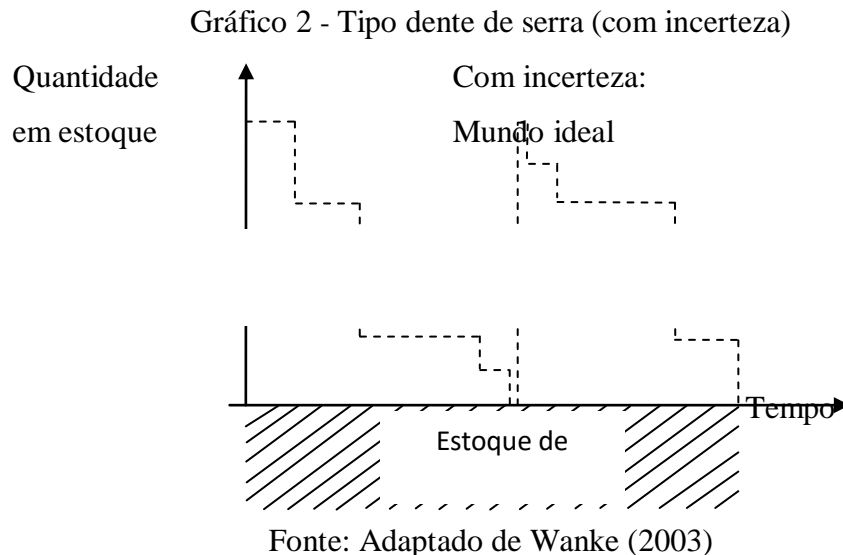 Gráfico 2 - Tipo dente de serra (com incerteza)
Quantidade
em estoque
Com incerteza:
Mundo ideal
Tempo
Estoque de
Fonte: Adaptado de Wanke (2003)